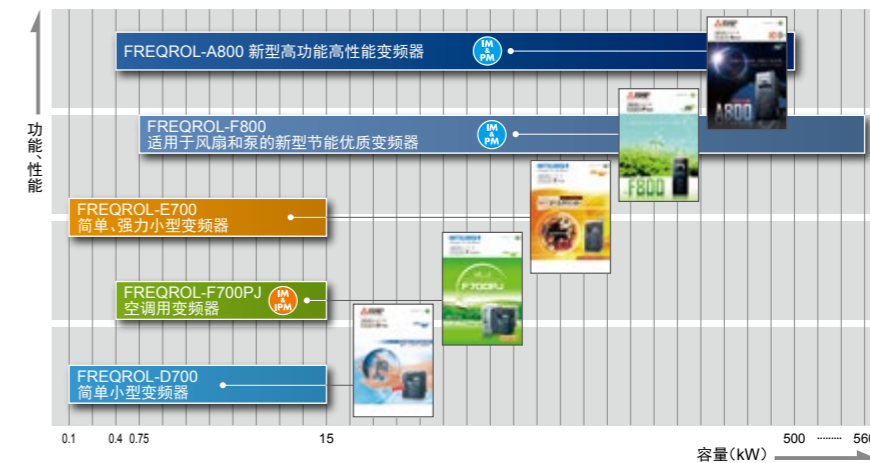 FREQROL-A800 新型高功能高性能变频器
IM
&
PM
A800
功能、性能
FREQROL-F800
适用于风扇和泵的新型节能优质变频器
IM
&
PM
F800
FREQROL-E700
简单、强力小型变频器
FREQROL-F700PJ
空调用变频器
IM
&
IPM
F700PJ
FREQROL-D700
简单小型变频器
0.1 0.4 0.75 15 500 ········· 560
容量（kW）